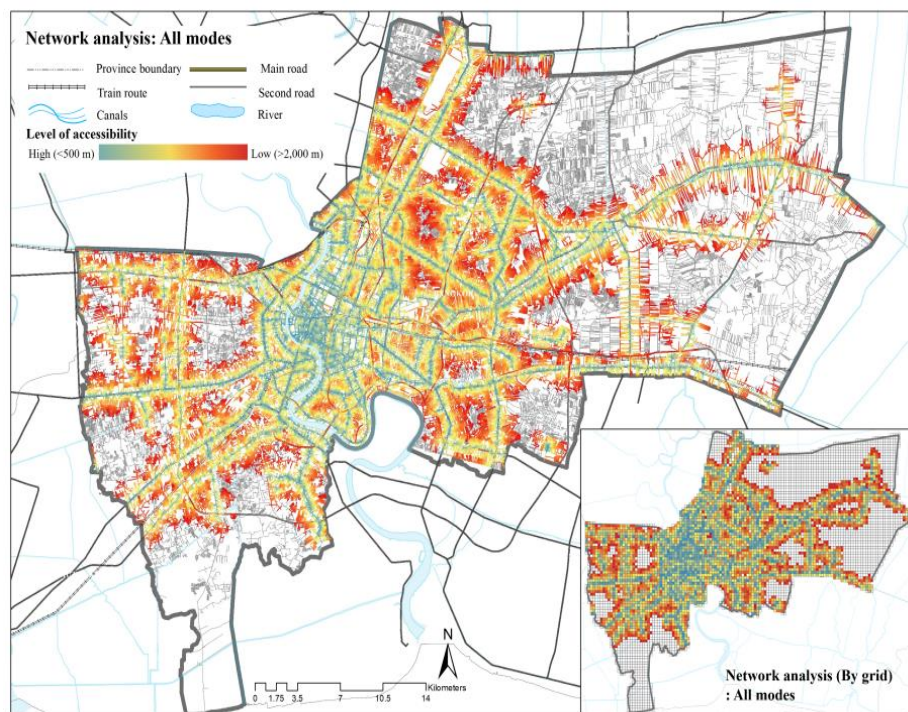 Network analysis: All modes
Province boundary
Main road
Train route
Second road
Canals
River
Level of accessibility
High (<500 m)
Low (>2,000 m)
N
Kilometers
0 1.75 3.5 7 10.5 14
Network analysis (By grid)
: All modes